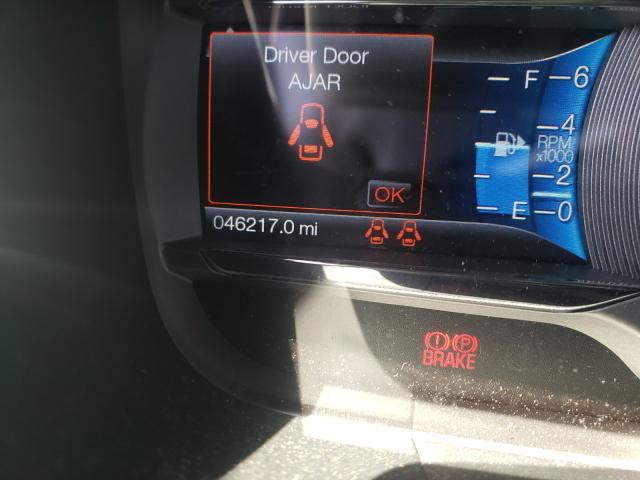 Driver Door
AJAR
OK
046217.0 mi
F
E
6
4
RPM
x1000
2
0
(!) (P)
BRAKE